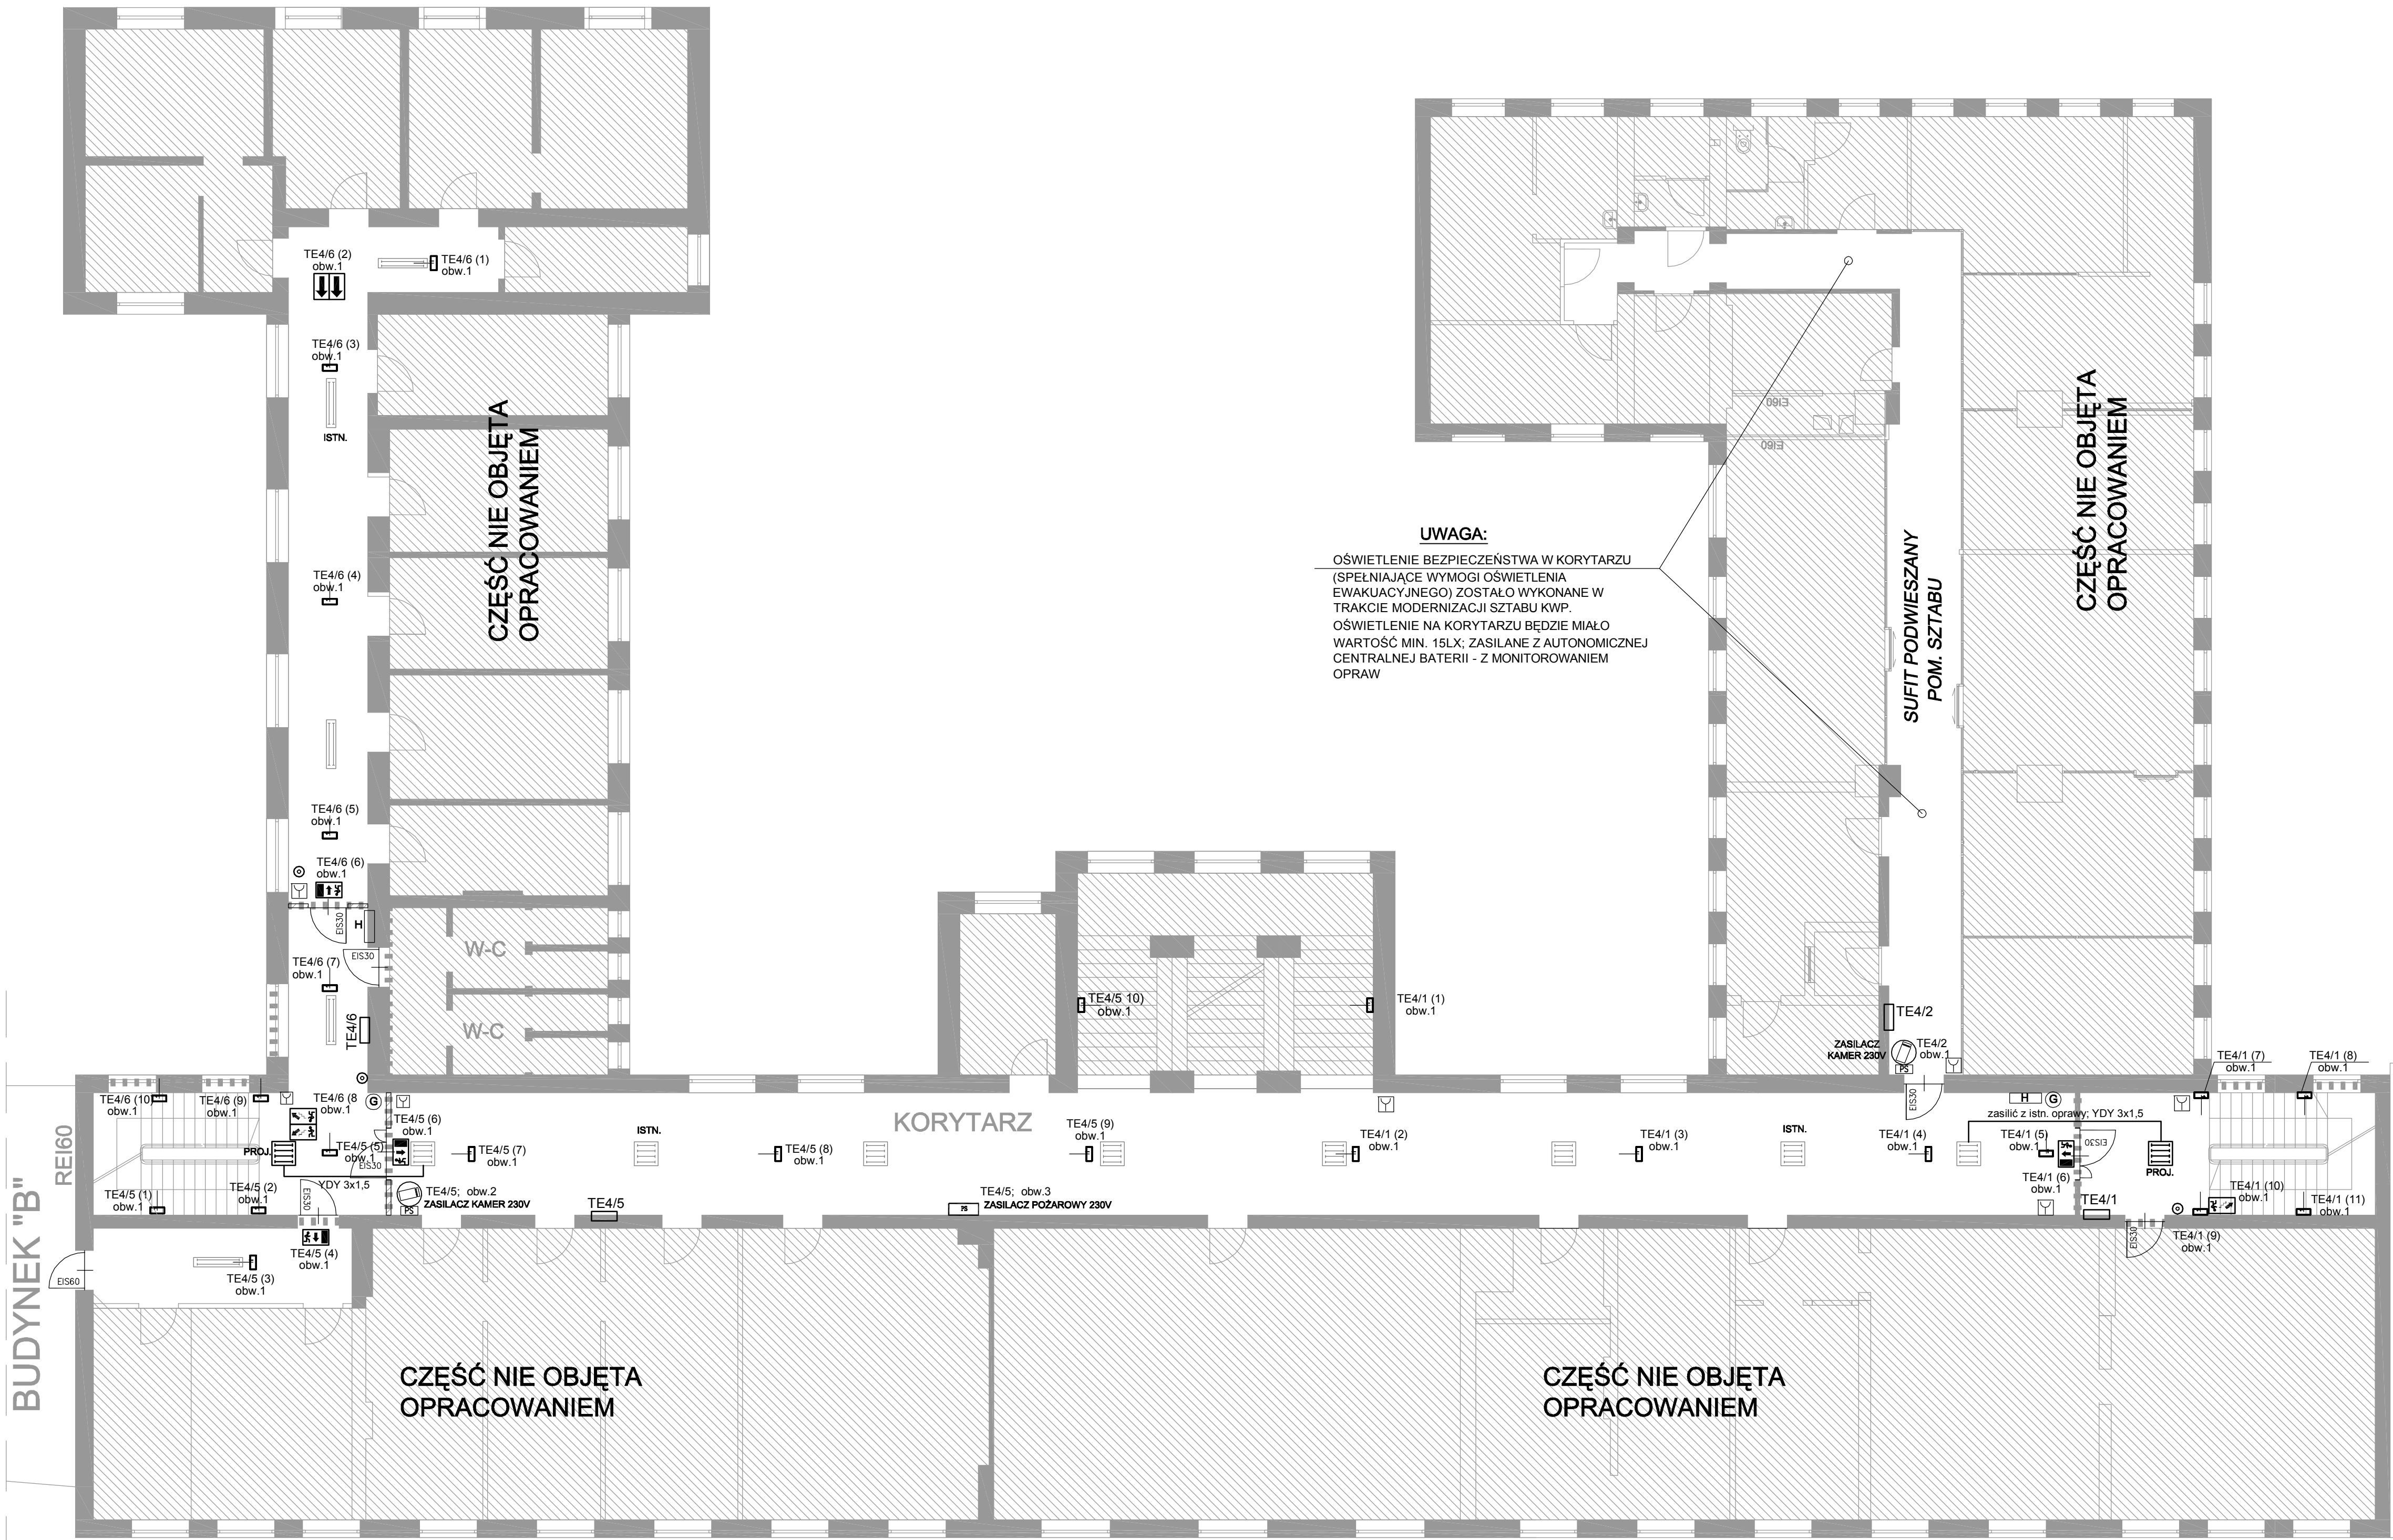 TE4/6 (2)
obw.1
TE4/6 (1)
obw.1
TE4/6 (3)
obw.1
ISTN.
CZĘŚĆ NIE OBJĘTA
OPRACOWANIEM
TE4/6 (4)
obw.1
TE4/6 (5)
obw.1
TE4/6 (6)
obw.1
EIS30
H
EIS30
TE4/6 (7)
obw.1
TE4/6
W-C
W-C
EI60
EI60
CZĘŚĆ NIE OBJĘTA
OPRACOWANIEM
SUFIT PODWIESZANY
POM. SZTABU
UWAGA:
OŚWIETLENIE BEZPIECZEŃSTWA W KORYTARZU
(SPEŁNIAJĄCE WYMOGI OŚWIETLENIA
EWAKUACYJNEGO) ZOSTAŁO WYKONANE W
TRAKCIE MODERNIZACJI SZTABU KWP.
OŚWIETLENIE NA KORYTARZU BĘDZIE MIAŁO
WARTOŚĆ MIN. 15LX; ZASILANE Z AUTONOMICZNEJ
CENTRALNEJ BATERII - Z MONITOROWANIEM
OPRAW
TE4/5 10)
obw.1
TE4/1 (1)
obw.1
TE4/2
ZASILACZ
KAMER 230V
PS
TE4/2
obw.1
EIS30
TE4/1 (7)
obw.1
TE4/1 (8)
obw.1
TE4/6 (10)
obw.1
TE4/6 (9)
obw.1
TE4/6 (8
obw.1
G
TE4/5 (6)
obw.1
PROJ.
TE4/5 (5)
obw.1
EIS30
YDY 3x1,5
TE4/5 (1)
obw.1
TE4/5 (2)
obw.1
EIS30
TE4/5 (7)
obw.1
ISTN.
TE4/5 (8)
obw.1
KORYTARZ
TE4/5 (9)
obw.1
TE4/1 (2)
obw.1
TE4/1 (3)
obw.1
ISTN.
TE4/1 (4)
obw.1
H
G
zasilić z istn. oprawy; YDY 3x1,5
TE4/1 (5)
obw.1
EIS30
TE4/1 (6)
obw.1
PROJ.
TE4/1
TE4/1 (10)
obw.1
TE4/1 (11)
obw.1
TE4/1 (9)
obw.1
EIS30
TE4/5; obw.2
ZASILACZ KAMER 230V
PS
TE4/5
TE4/5; obw.3
PS
ZASILACZ POŻAROWY 230V
TE4/5 (4)
obw.1
TE4/5 (3)
obw.1
EIS60
REI60
BUDYNEK "B"
CZĘŚĆ NIE OBJĘTA
OPRACOWANIEM
CZĘŚĆ NIE OBJĘTA
OPRACOWANIEM